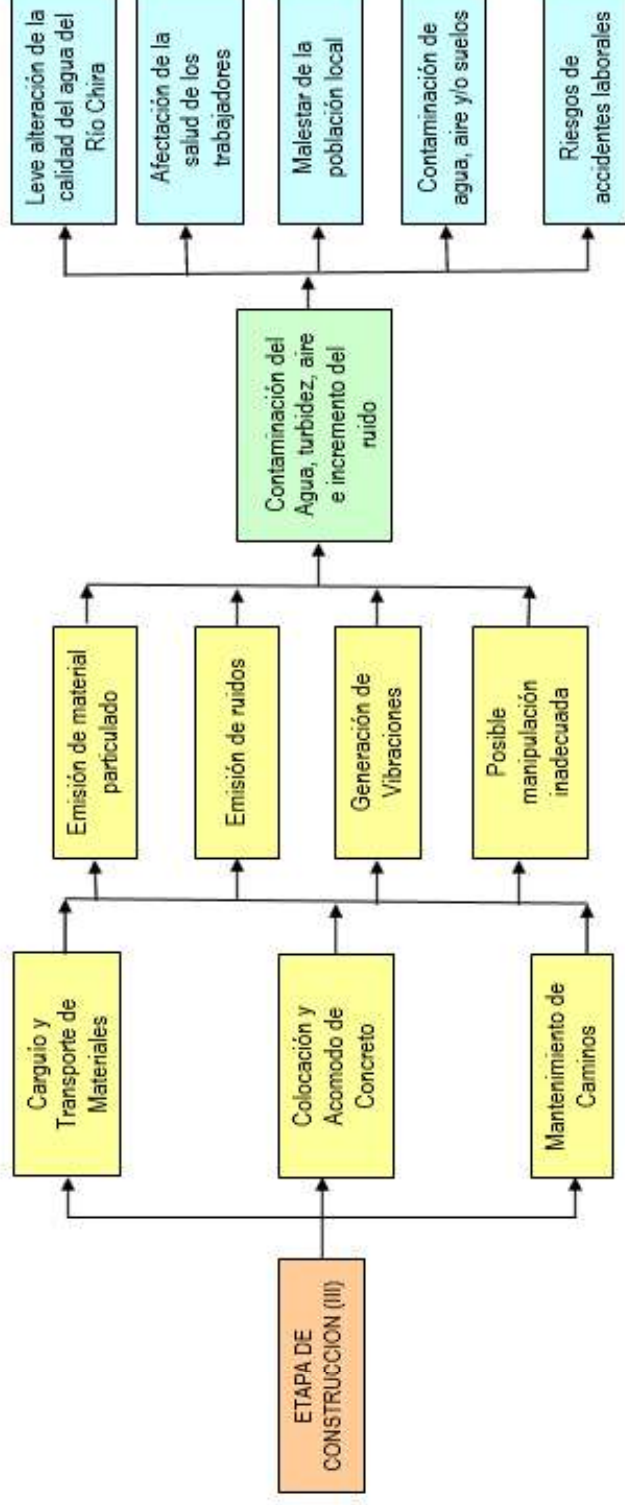 ETAPA DE
CONSTRUCCION (III)
Carguío y
Transporte de
Materiales
Colocación y
Acomodo de
Concreto
Mantenimiento de
Caminos
Emisión de material
particulado
Emisión de ruidos
Generación de
Vibraciones
Posible
manipulación
inadecuada
Contaminación del
Agua, turbidez, aire
e incremento del
ruido
Leve alteración de la
calidad del agua del
Río Chira
Afectación de la
salud de los
trabajadores
Malestar de la
población local
Contaminación de
agua, aire y/o suelos
Riesgos de
accidentes laborales